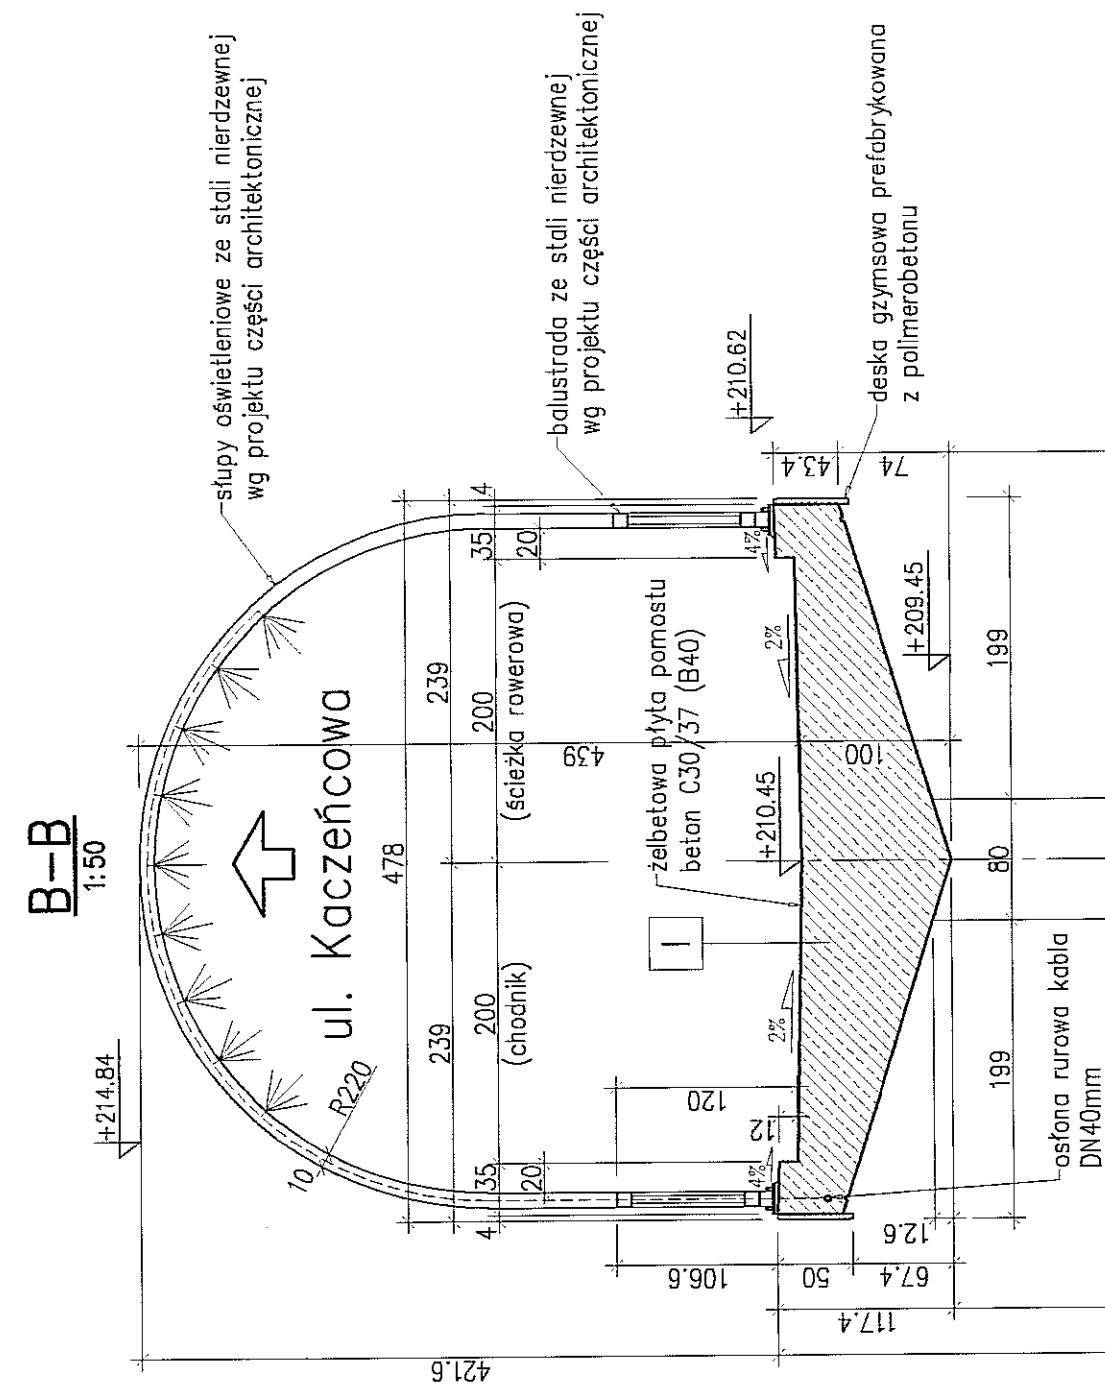 B-B
1:50
słupy oświetleniowe ze stali nierdzewnej
wg projektu części architektonicznej
+214.84
ul. Kaczeńcowa
10
R220
478
239
239
4
35
200
200
35
4
20
(chodnik)
(ścieżka rowerowa)
20
balustrada ze stali nierdzewnej
wg projektu części architektonicznej
439
żelbetowa płyta pomostu
beton C30/37 (B40)
I
120
12
+210.45
+210.62
4%
2%
2%
4%
100
43.4
74
deska gzymsowa prefabrykowana
z polimerobetonu
+209.45
421.6
106.6
50
67.4
12.6
117.4
199
80
199
osłona rurowa kabla
DN40mm